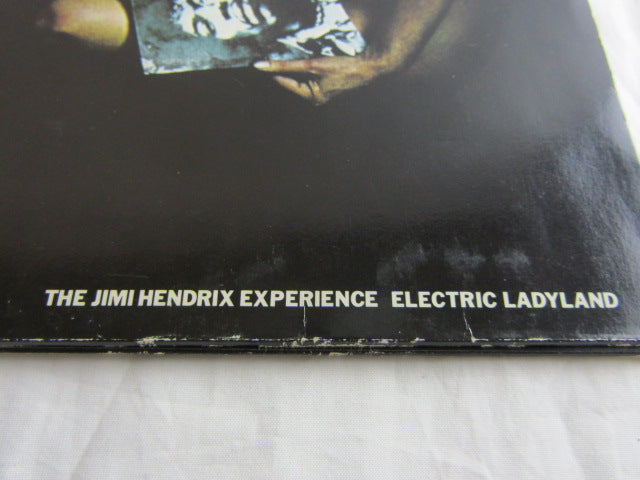 THE JIMI HENDRIX EXPERIENCE ELECTRIC LADYLAND